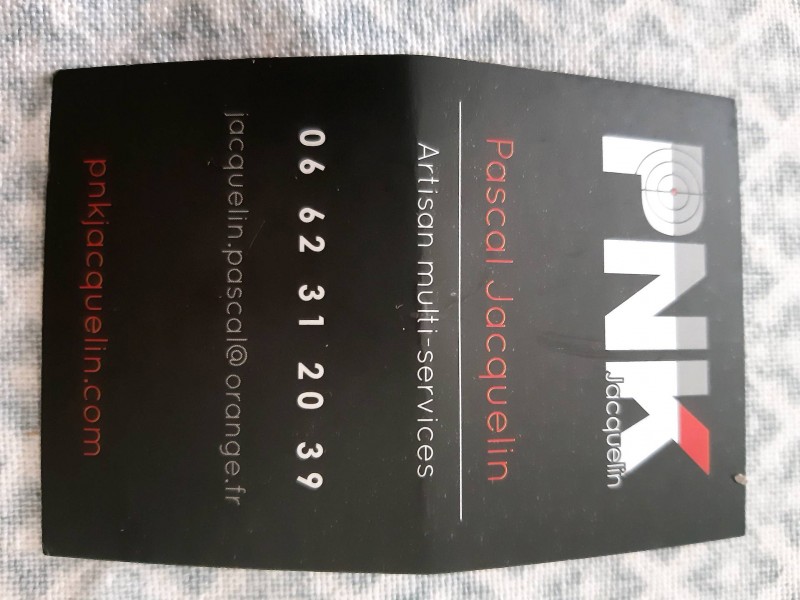 PNK
Jacquelin
Pascal Jacquelin
Artisan multi-services
06 62 31 20 39
jacquelin.pascal@orange.fr
pnkjacquelin.com